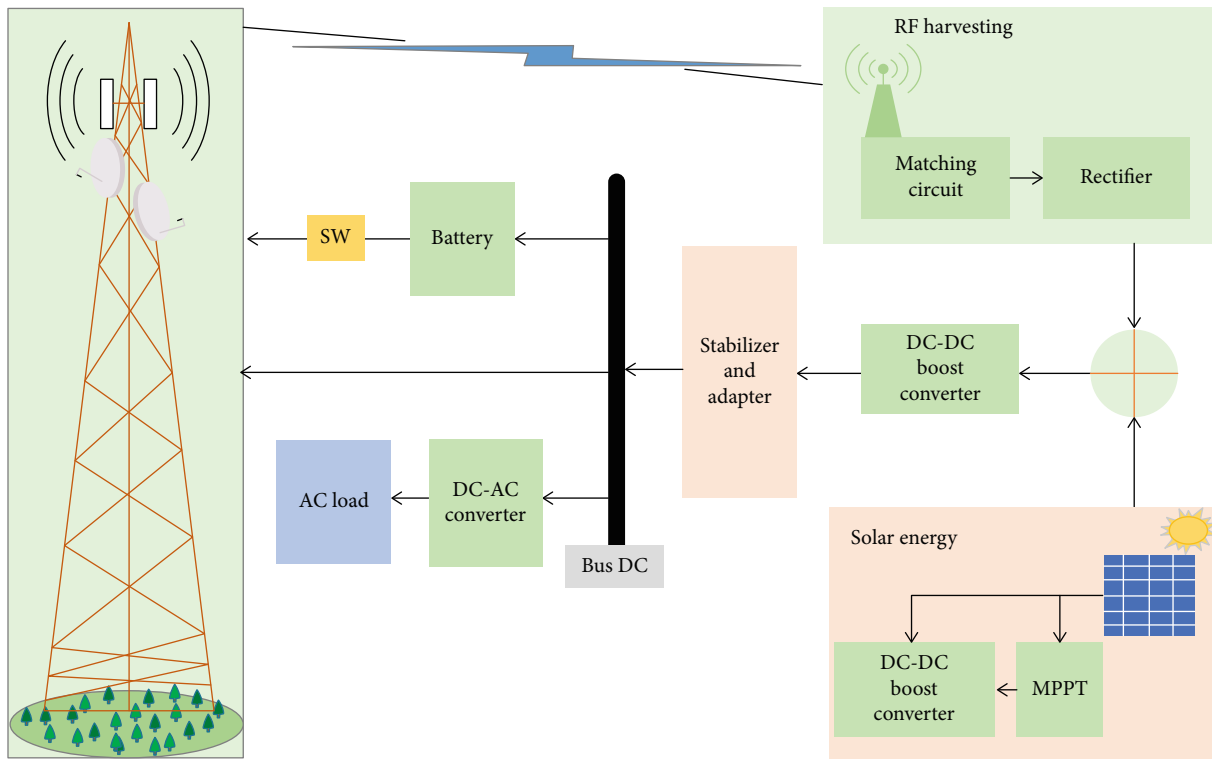 RF harvesting
Matching
circuit
Rectifier
SW
Battery
Stabilizer
and
adapter
DC-DC
boost
converter
AC load
DC-AC
converter
Bus DC
Solar energy
DC-DC
boost
converter
MPPT